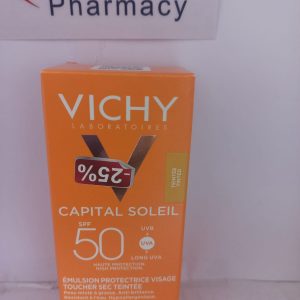 Pharmacy
VICHY
LABORATOIRES
-25%
CAPITAL SOLEIL
SPF
50
UVB
+
UVA
+
LONG UVA
HAUTE PROTECTION
HIGH PROTECTION
ÉMULSION PROTECTRICE VISAGE
TOUCHER SEC TEINTÉE